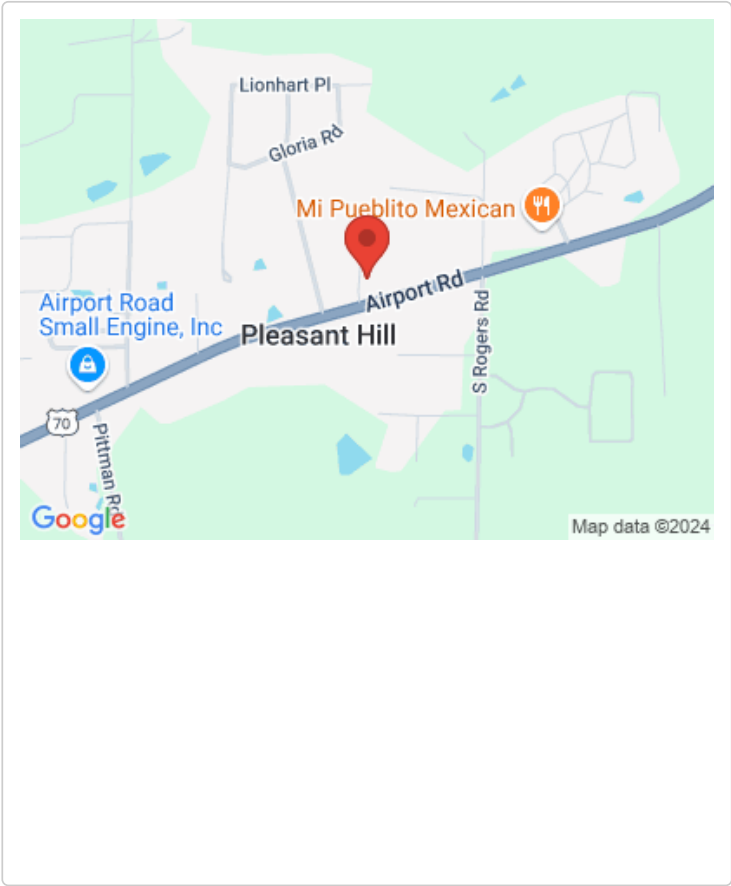 Lionhart Pl
Gloria Rd
Mi Pueblito Mexican
Airport Rd
Airport Road
Small Engine, Inc
Pleasant Hill
S Rogers Rd
70
Pittman Rd
Google
Map data ©2024